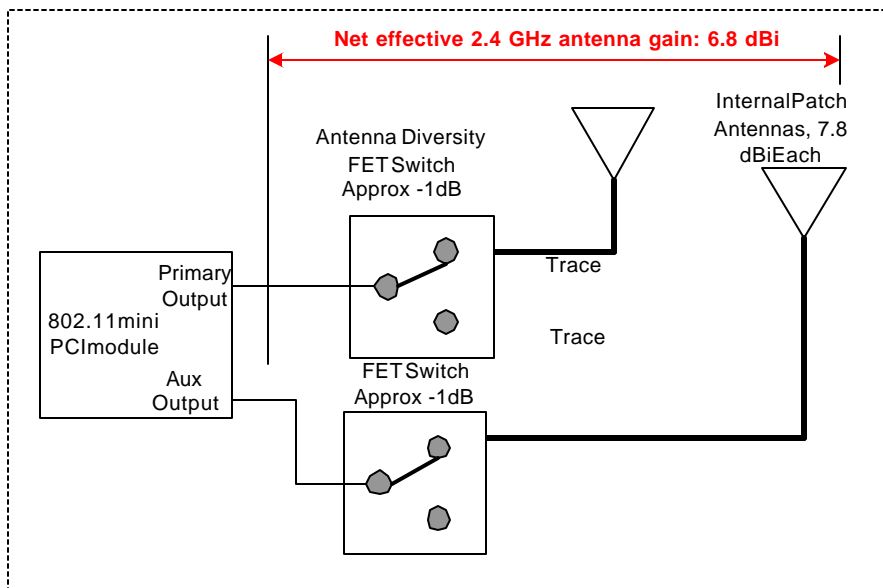 Net effective 2.4 GHz antenna gain: 6.8 dBi
InternalPatch
Antennas, 7.8
dBiEach
Antenna Diversity
FETSwitch
Approx -1dB
Primary
Output
Trace
802.11mini
PCImodule
Trace
Aux
Output
FETSwitch
Approx -1dB